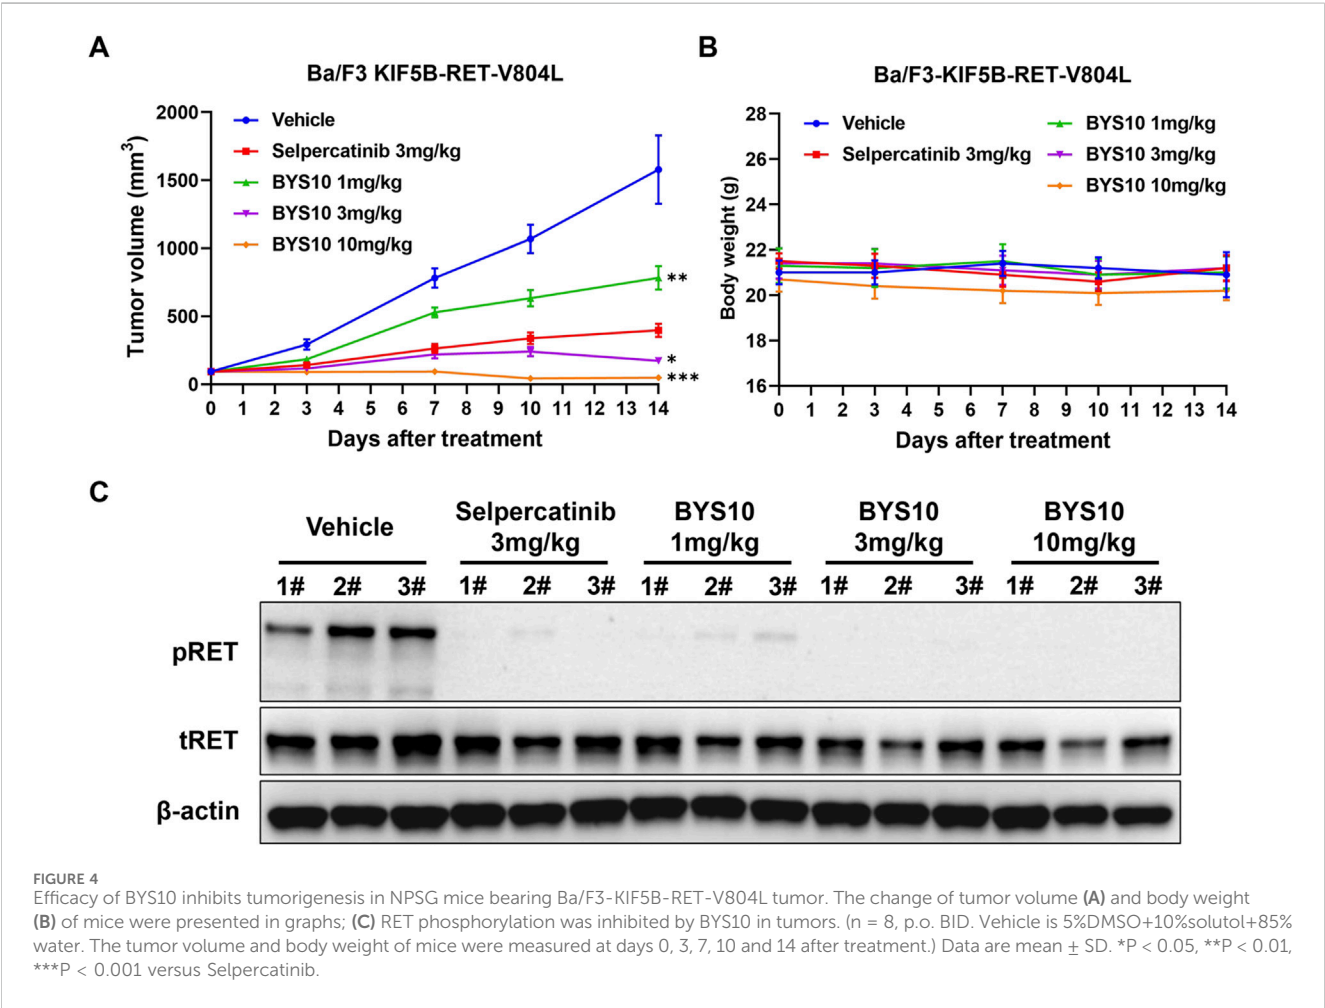 A
Ba/F3 KIF5B-RET-V804L
Tumor volume (mm3)
2000
1500
1000
500
0
Vehicle
Selpercatinib 3mg/kg
BYS10 1mg/kg
BYS10 3mg/kg
BYS10 10mg/kg
**
*
***
0 1 2 3 4 5 6 7 8 9 10 11 12 13 14
Days after treatment
B
Ba/F3-KIF5B-RET-V804L
Body weight (g)
28
26
24
22
20
18
16
Vehicle
Selpercatinib 3mg/kg
BYS10 1mg/kg
BYS10 3mg/kg
BYS10 10mg/kg
0 1 2 3 4 5 6 7 8 9 10 11 12 13 14
Days after treatment
C
Vehicle
Selpercatinib
3mg/kg
BYS10
1mg/kg
BYS10
3mg/kg
BYS10
10mg/kg
1# 2# 3# 1# 2# 3# 1# 2# 3# 1# 2# 3# 1# 2# 3#
pRET
tRET
β-actin
FIGURE 4
Efficacy of BYS10 inhibits tumorigenesis in NPSG mice bearing Ba/F3-KIF5B-RET-V804L tumor. The change of tumor volume (A) and body weight
(B) of mice were presented in graphs; (C) RET phosphorylation was inhibited by BYS10 in tumors. (n = 8, p.o. BID. Vehicle is 5%DMSO+10%solutol+85%
water. The tumor volume and body weight of mice were measured at days 0, 3, 7, 10 and 14 after treatment.) Data are mean ± SD. *P < 0.05, **P < 0.01,
***P < 0.001 versus Selpercatinib.